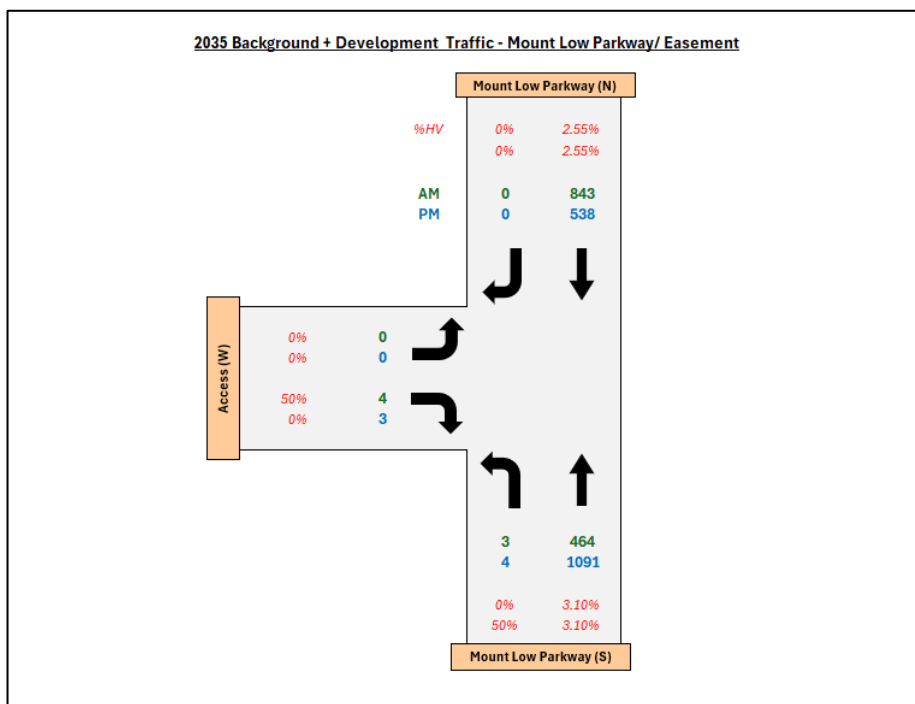 2035 Background + Development Traffic - Mount Low Parkway/ Easement
Mount Low Parkway (N)
%HV 0% 2.55%
0% 2.55%
AM 0 843
PM 0 538
Access (W)
0% 0
0% 0
50% 4
0% 3
3 464
4 1091
0% 3.10%
50% 3.10%
Mount Low Parkway (S)